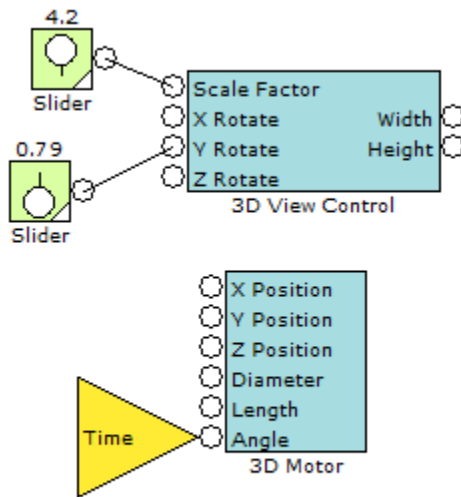 4.2
Slider
Scale Factor
X Rotate
Width
0.79
Y Rotate
Height
Z Rotate
Slider
3D View Control
X Position
Y Position
Z Position
Diameter
Length
Time
Angle
3D Motor